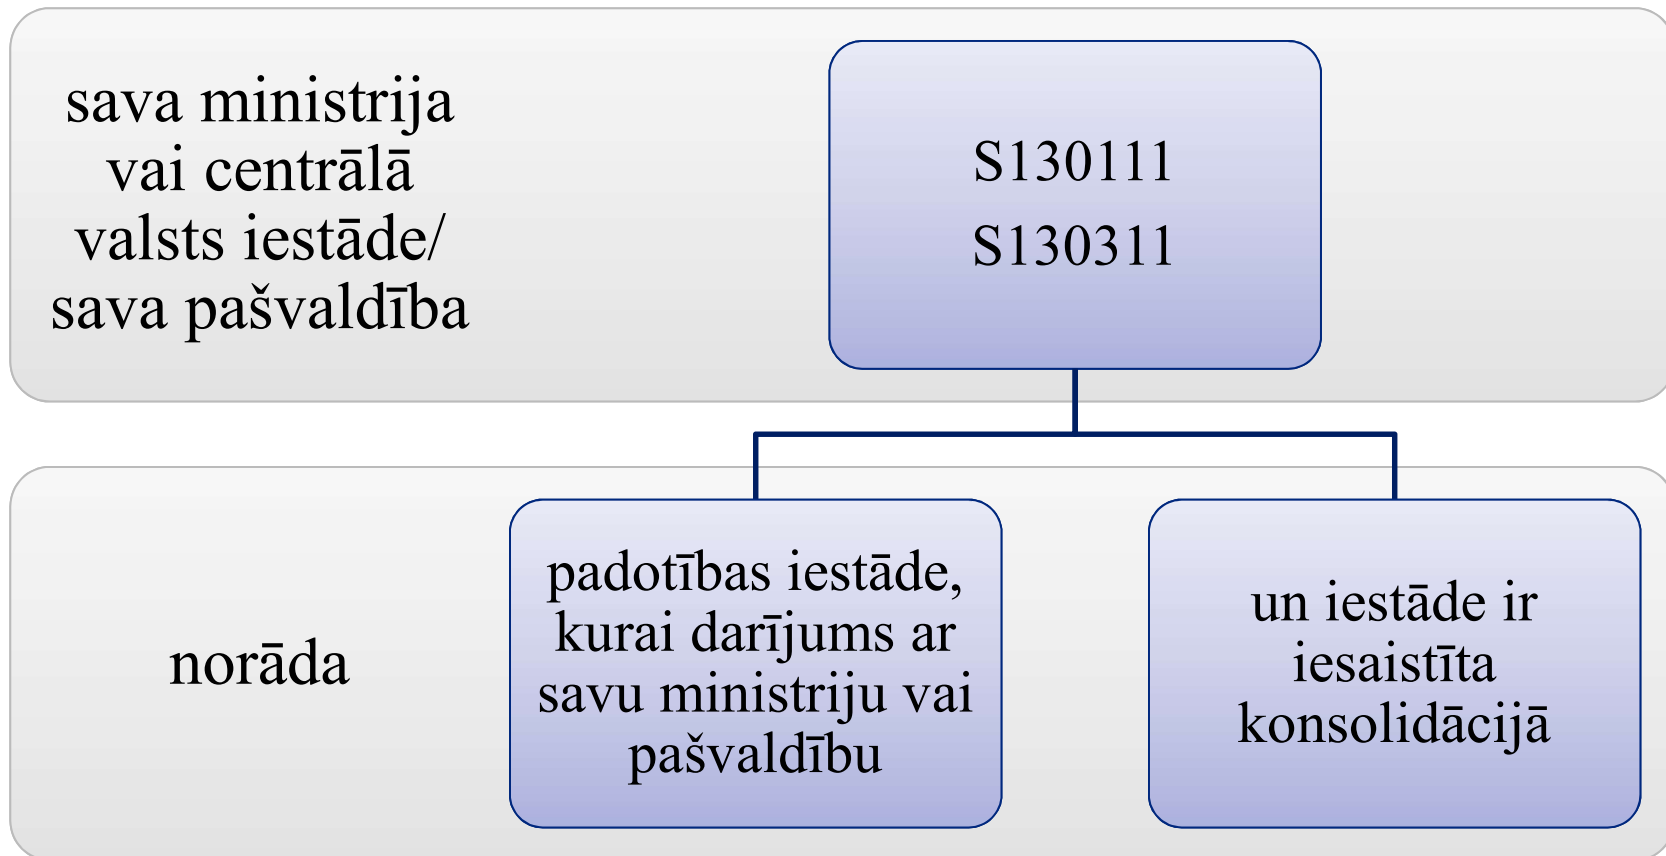 sava ministrija
vai centrālā
valsts iestāde/
sava pašvaldība
S130111
S130311
norāda
padotības iestāde,
kurai darījums ar
savu ministriju vai
pašvaldību
un iestāde ir
iesaistīta
konsolidācijā